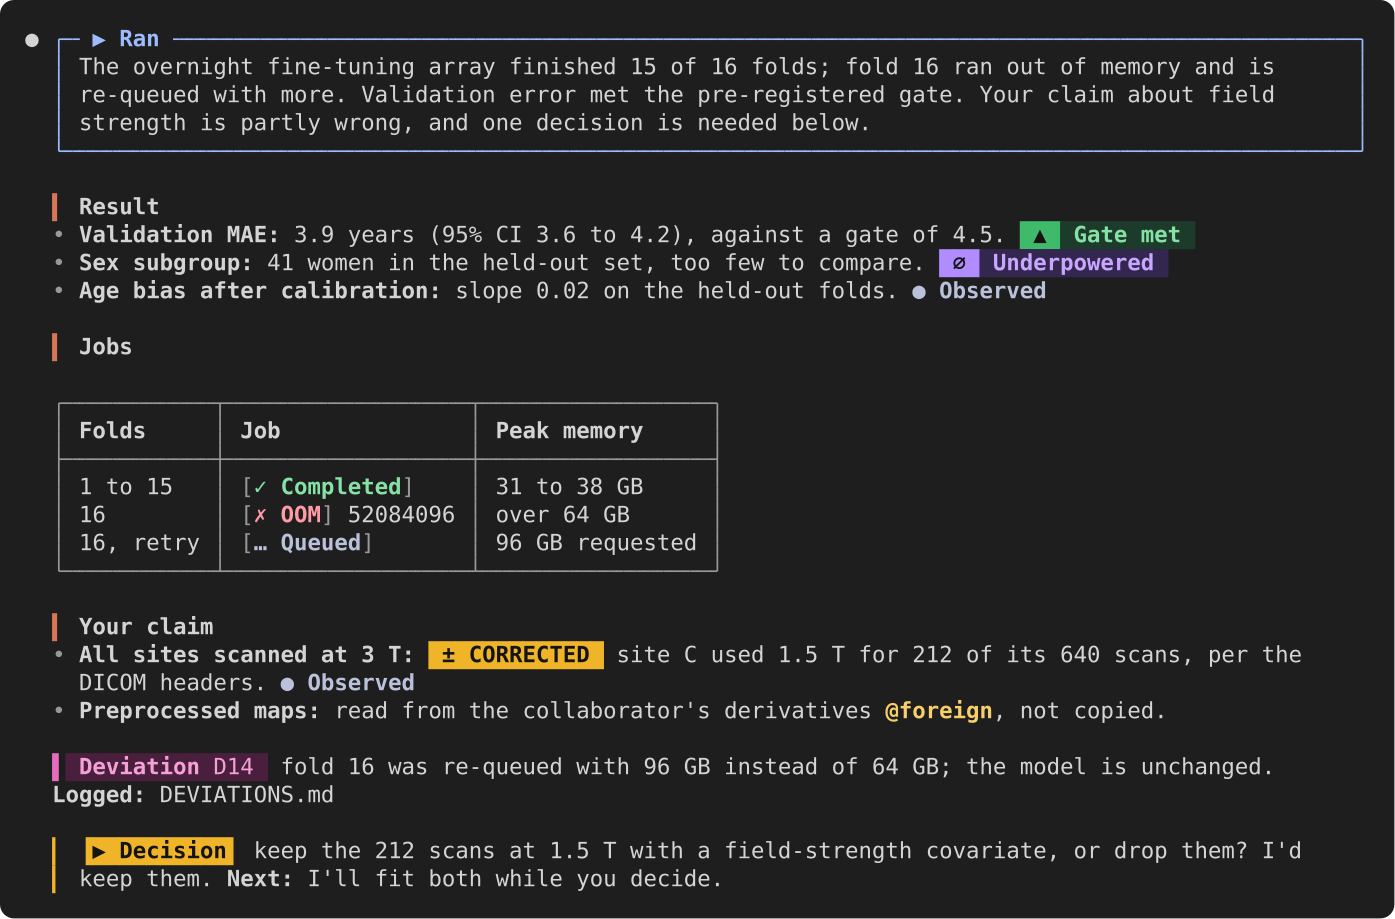 ● ▶ Ran
The overnight fine-tuning array finished 15 of 16 folds; fold 16 ran out of memory and is
re-queued with more. Validation error met the pre-registered gate. Your claim about field
strength is partly wrong, and one decision is needed below.
Result
• Validation MAE: 3.9 years (95% CI 3.6 to 4.2), against a gate of 4.5. ▲ Gate met
• Sex subgroup: 41 women in the held-out set, too few to compare. ∅ Underpowered
• Age bias after calibration: slope 0.02 on the held-out folds. ● Observed
Jobs
Folds Job Peak memory
1 to 15 [✓ Completed] 31 to 38 GB
16 [✗ OOM] 52084096 over 64 GB
16, retry [… Queued] 96 GB requested
Your claim
• All sites scanned at 3 T: ± CORRECTED site C used 1.5 T for 212 of its 640 scans, per the
DICOM headers. ● Observed
• Preprocessed maps: read from the collaborator's derivatives @foreign, not copied.
Deviation D14 fold 16 was re-queued with 96 GB instead of 64 GB; the model is unchanged.
Logged: DEVIATIONS.md
▶ Decision keep the 212 scans at 1.5 T with a field-strength covariate, or drop them? I'd
keep them. Next: I'll fit both while you decide.